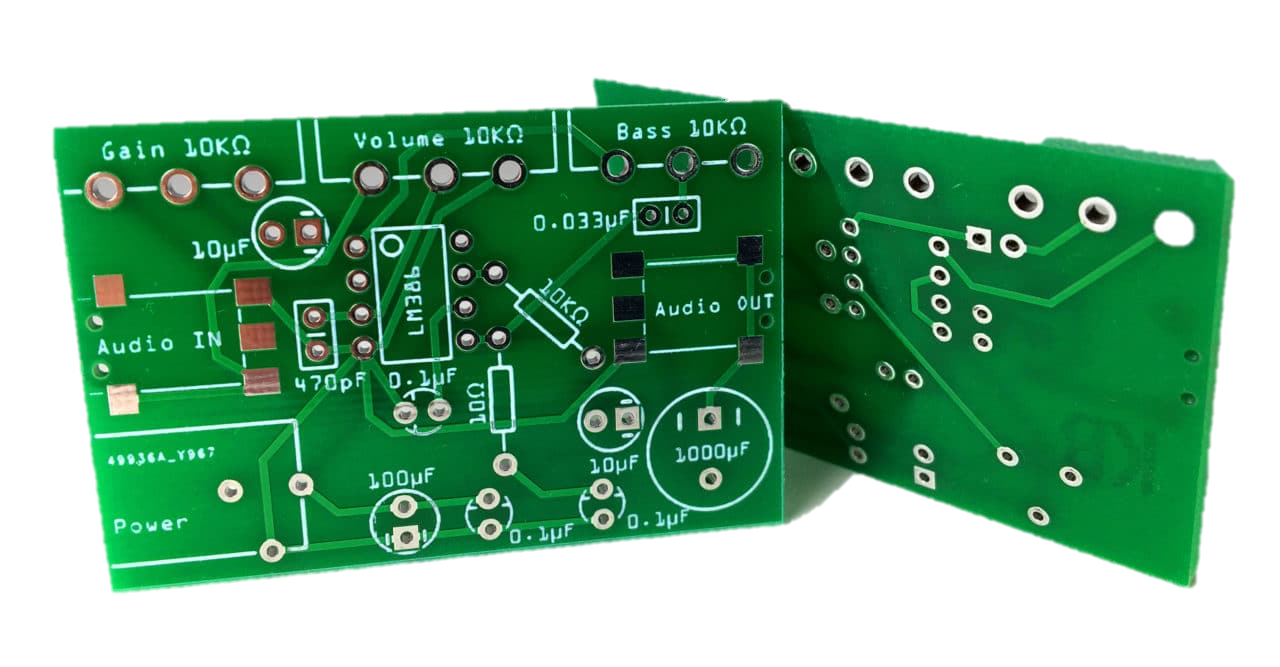 Gain 10KΩ
Volume 10KΩ
Bass 10KΩ
10µF
0.033µF
LM386
10KΩ
Audio IN
Audio OUT
470pF
0.1µF
10Ω
49936A_Y967
Power
100µF
0.1µF
10µF
0.1µF
1000µF